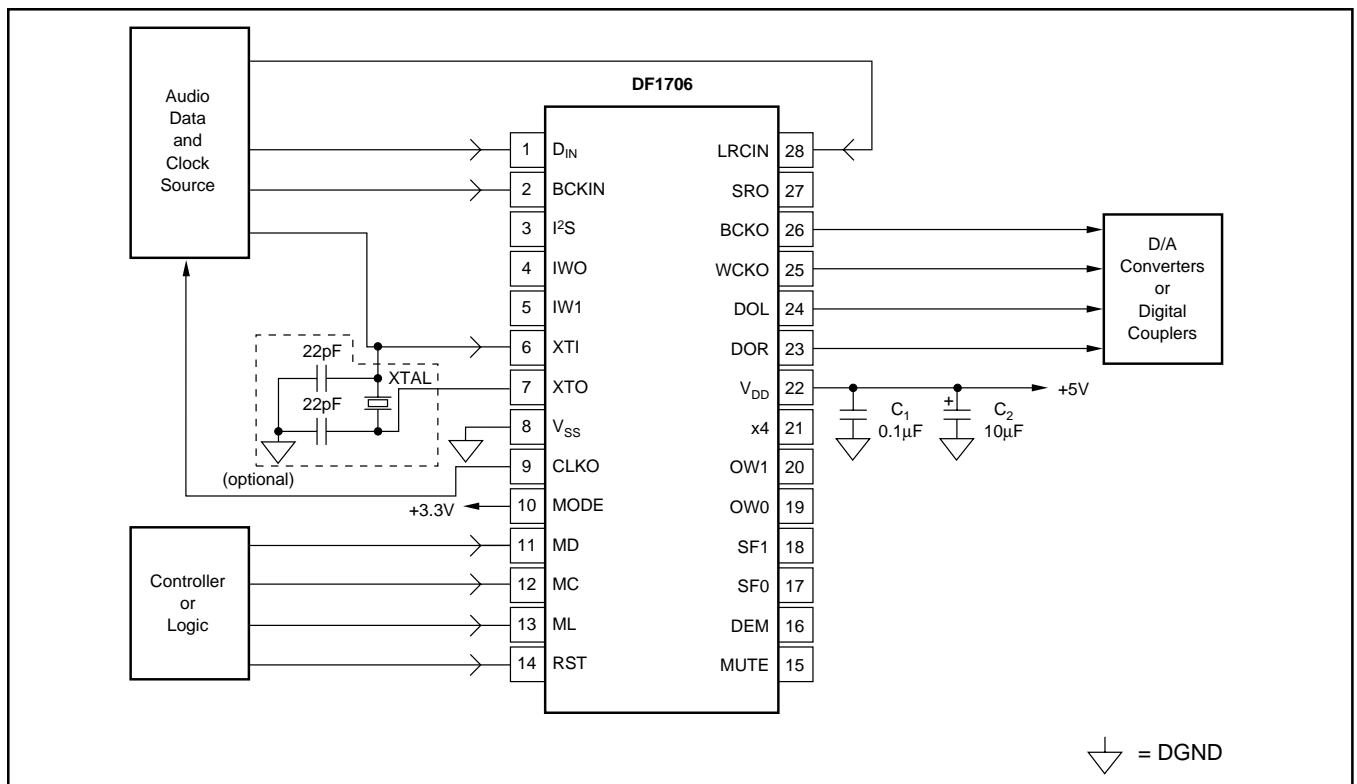 DF1706
Audio
Data
and
Clock
Source
1 D_IN
2 BCKIN
3 I²S
4 IWO
5 IW1
6 XTI
7 XTO
8 V_SS
9 CLKO
10 MODE
11 MD
12 MC
13 ML
14 RST
LRCIN 28
SRO 27
BCKO 26
WCKO 25
DOL 24
DOR 23
V_DD 22
x4 21
OW1 20
OW0 19
SF1 18
SF0 17
DEM 16
MUTE 15
D/A
Converters
or
Digital
Couplers
22pF
XTAL
22pF
(optional)
+3.3V
+5V
C₁
0.1μF
+
C₂
10μF
Controller
or
Logic
= DGND